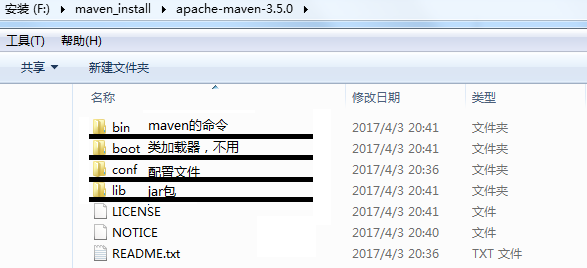 安装 (F:) ▸ maven_install ▸ apache-maven-3.5.0 ▸
工具(T) 帮助(H)
共享 新建文件夹
名称 修改日期 类型
bin maven的命令 2017/4/3 20:41 文件夹
boot 类加载器，不用 2017/4/3 20:41 文件夹
conf 配置文件 2017/4/3 20:36 文件夹
lib jar包 2017/4/3 20:41 文件夹
LICENSE 2017/4/3 20:41 文件
NOTICE 2017/4/3 20:40 文件
README.txt 2017/4/3 20:36 TXT 文件